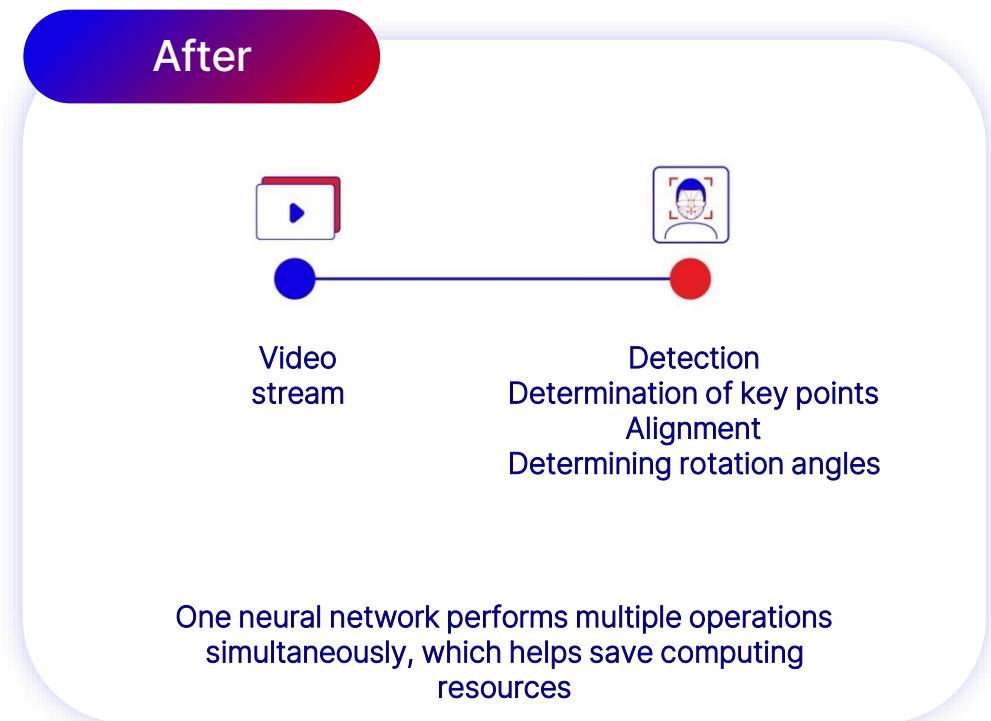 After
Video
stream
Detection
Determination of key points
Alignment
Determining rotation angles
One neural network performs multiple operations
simultaneously, which helps save computing
resources